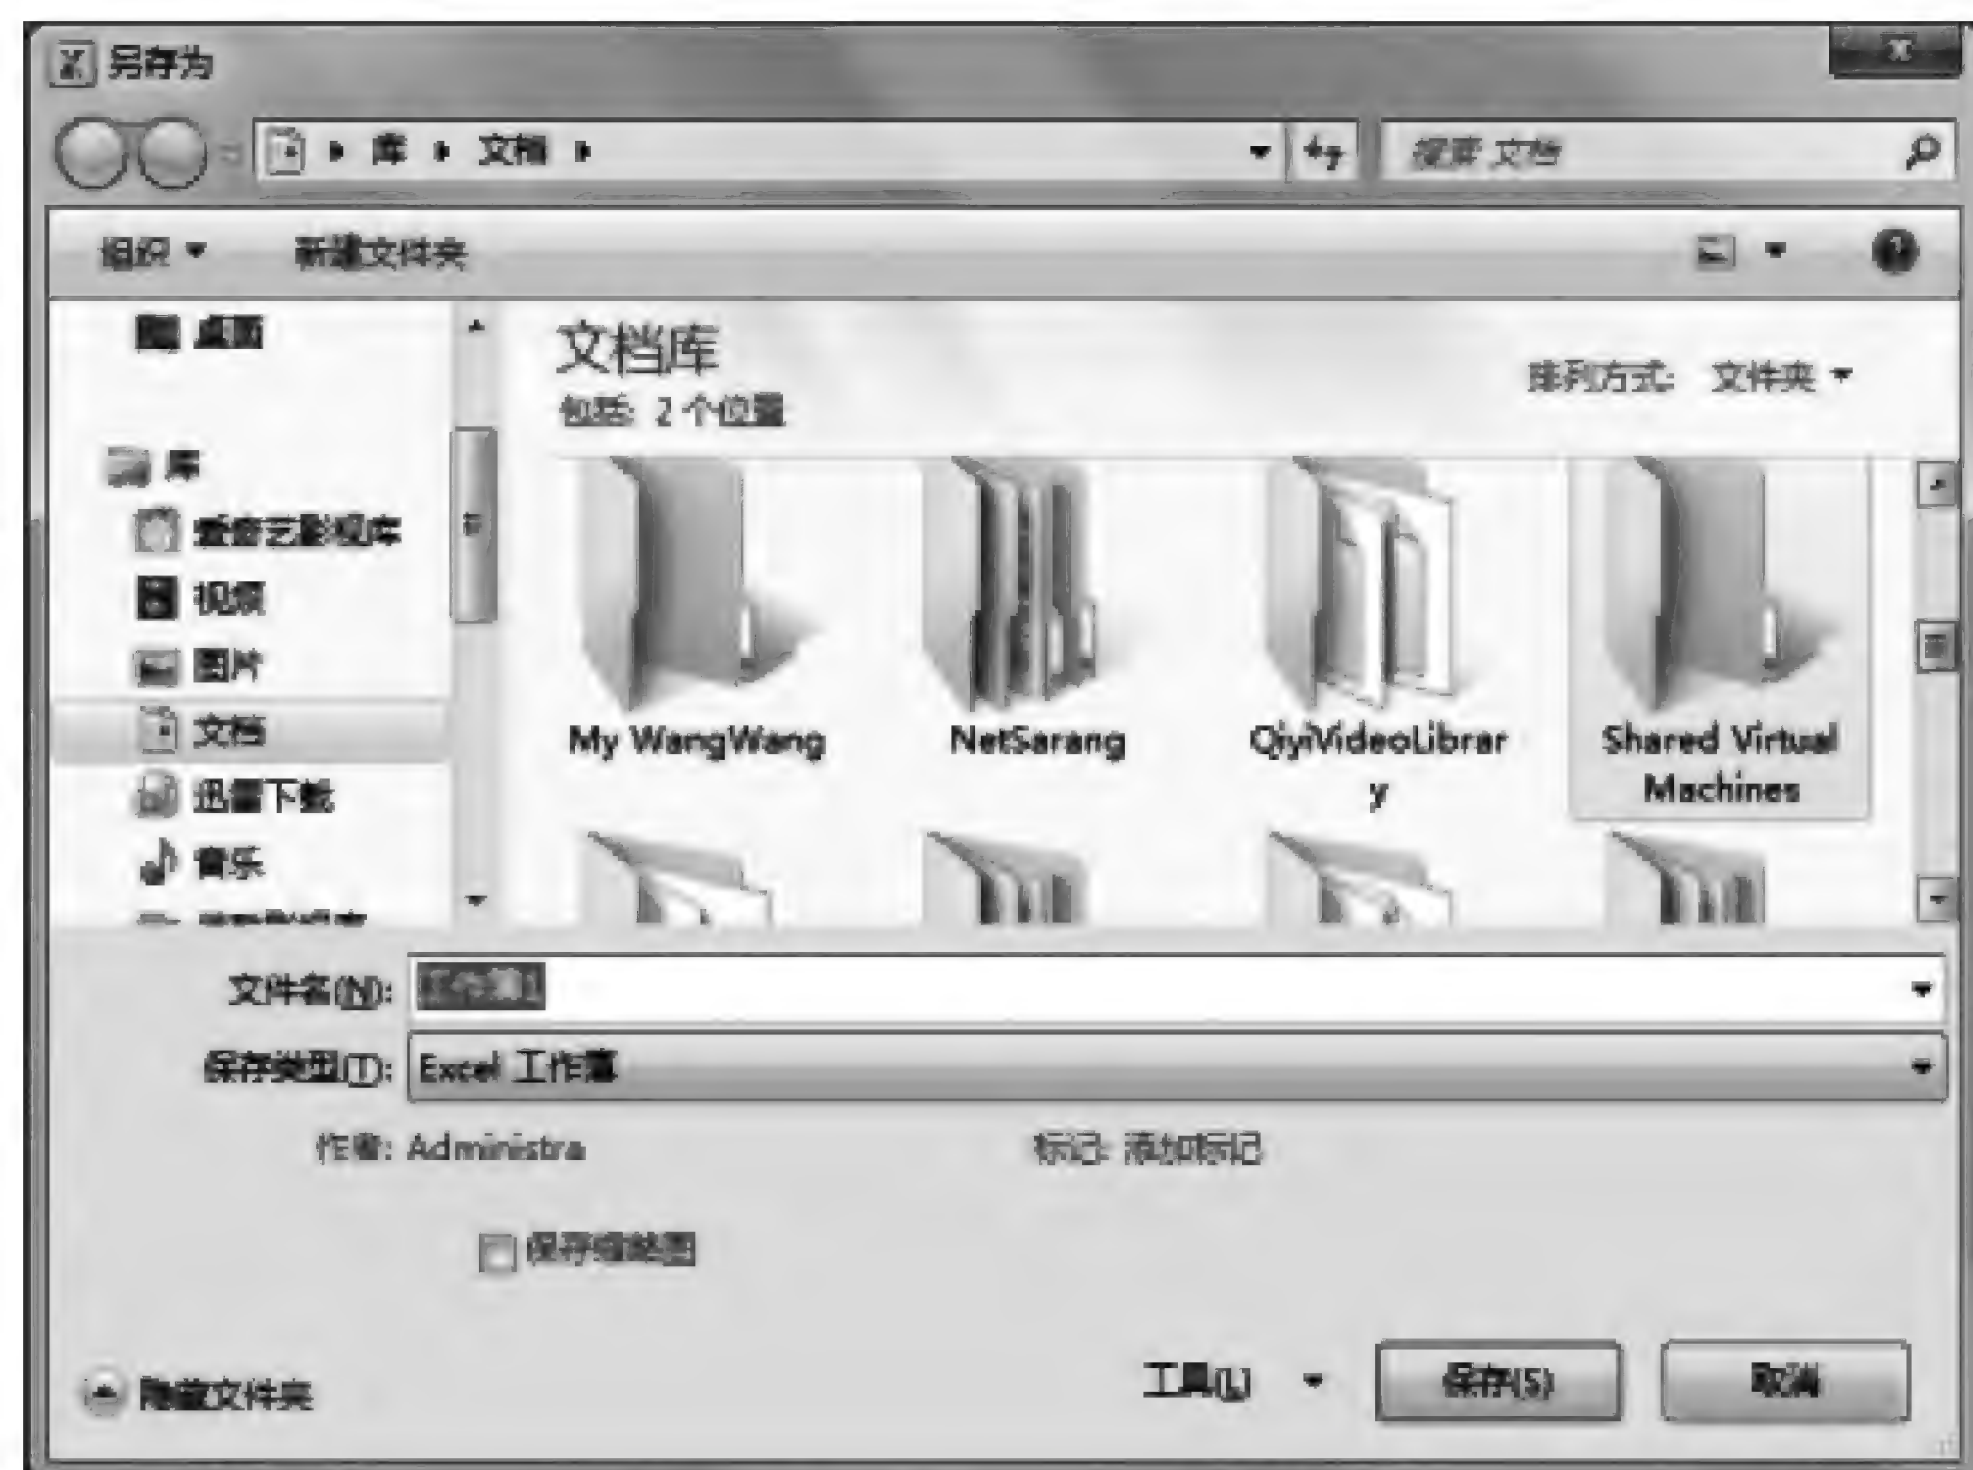 另存为
库 文档
搜索 文档
组织 新建文件夹
桌面
文档库
包括: 2 个位置
排列方式: 文件夹
库
爱奇艺影视库
视频
图片
文档
迅雷下载
音乐
My WangWang
NetSarang
QiyiVideoLibrar
y
Shared Virtual
Machines
文件名(N): 工作簿1
保存类型(T): Excel 工作簿
作者: Administra
标记: 添加标记
保存缩略图
隐藏文件夹
工具(L)
保存(S)
取消